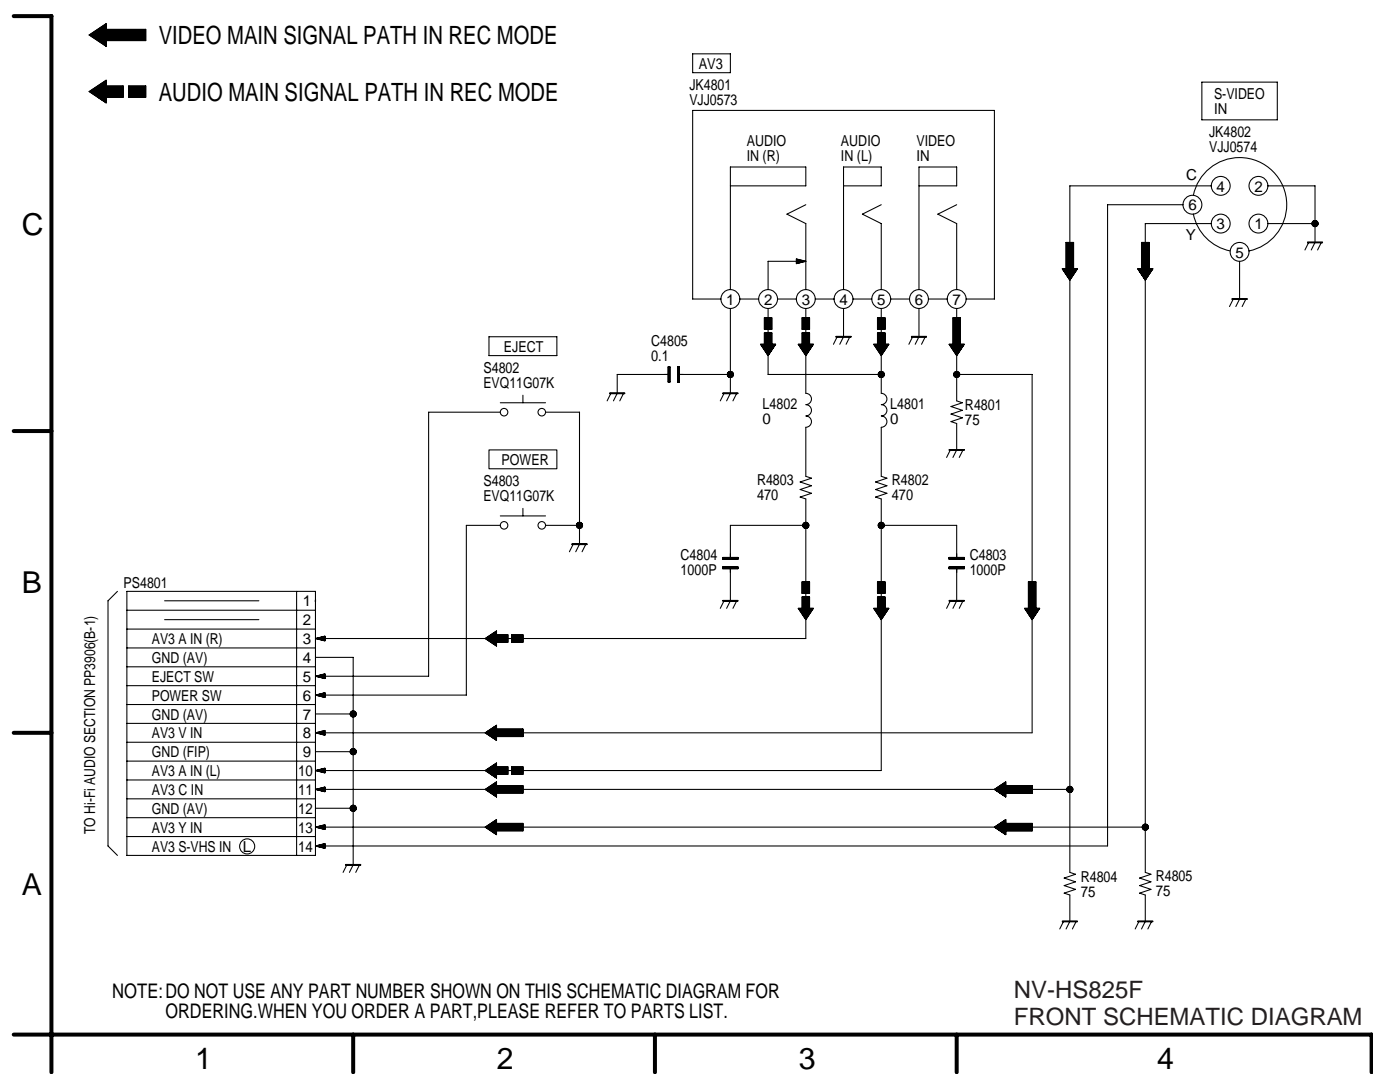 VIDEO MAIN SIGNAL PATH IN REC MODE
AUDIO MAIN SIGNAL PATH IN REC MODE
AV3
JK4801
VJJ0573
AUDIO
IN (R)
AUDIO
IN (L)
VIDEO
IN
1 2 3 4 5 6 7
S-VIDEO
IN
JK4802
VJJ0574
C
4 2
6
3 1
Y
5
C
EJECT
S4802
EVQ11G07K
C4805
0.1
L4802
0
L4801
0
R4801
75
POWER
S4803
EVQ11G07K
R4803
470
R4802
470
C4804
1000P
C4803
1000P
B
PS4801
TO Hi-Fi AUDIO SECTION PP3906(B-1)
1
2
AV3 A IN (R) 3
GND (AV) 4
EJECT SW 5
POWER SW 6
GND (AV) 7
AV3 V IN 8
GND (FIP) 9
AV3 A IN (L) 10
AV3 C IN 11
GND (AV) 12
AV3 Y IN 13
AV3 S-VHS IN L 14
A
R4804
75
R4805
75
NOTE: DO NOT USE ANY PART NUMBER SHOWN ON THIS SCHEMATIC DIAGRAM FOR
ORDERING.WHEN YOU ORDER A PART,PLEASE REFER TO PARTS LIST.
NV-HS825F
FRONT SCHEMATIC DIAGRAM
1 2 3 4